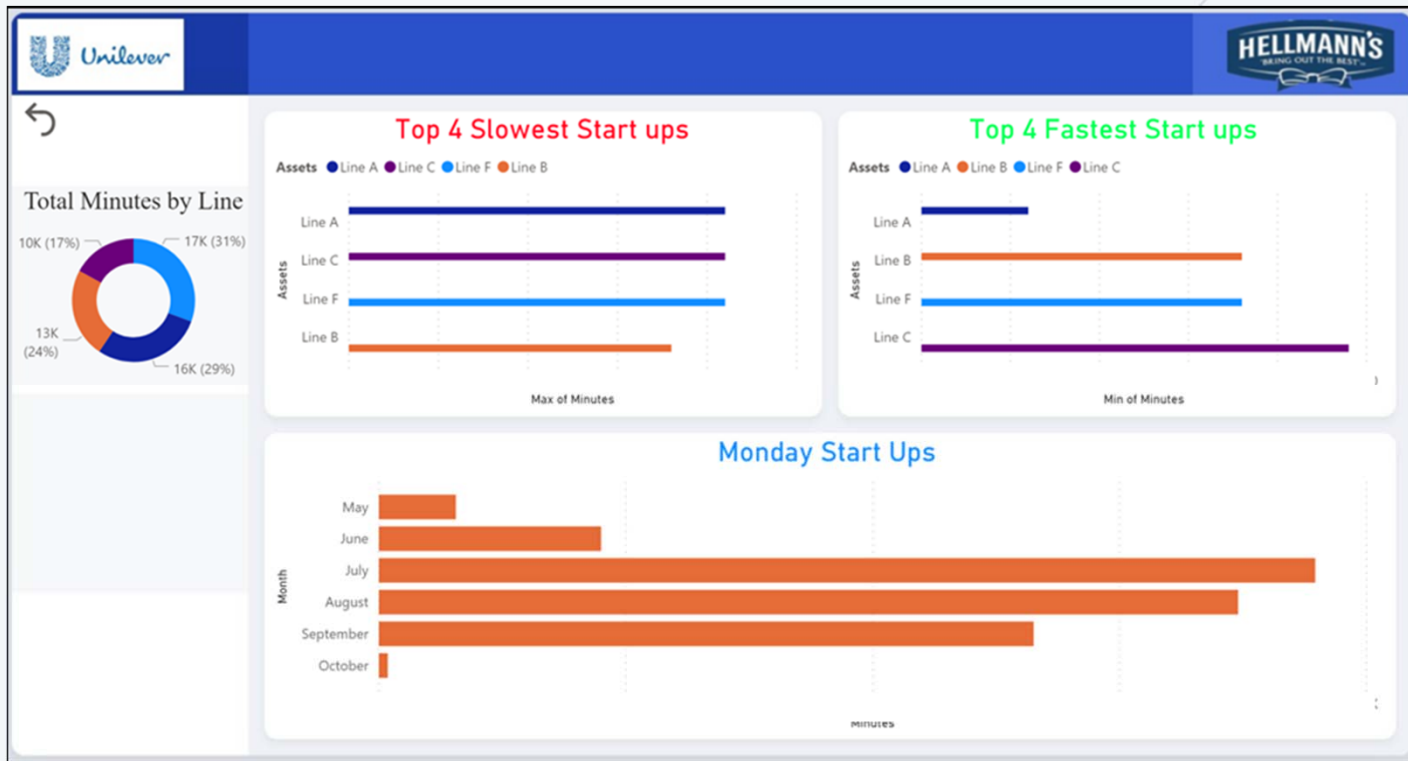 Unilever
HELLMANN'S
"BRING OUT THE BEST"™
Total Minutes by Line
10K (17%)
17K (31%)
13K
(24%)
16K (29%)
Top 4 Slowest Start ups
Assets Line A Line C Line F Line B
Assets
Line A
Line C
Line F
Line B
Max of Minutes
Top 4 Fastest Start ups
Assets Line A Line B Line F Line C
Assets
Line A
Line B
Line F
Line C
Min of Minutes
Monday Start Ups
Month
May
June
July
August
September
October
Minutes